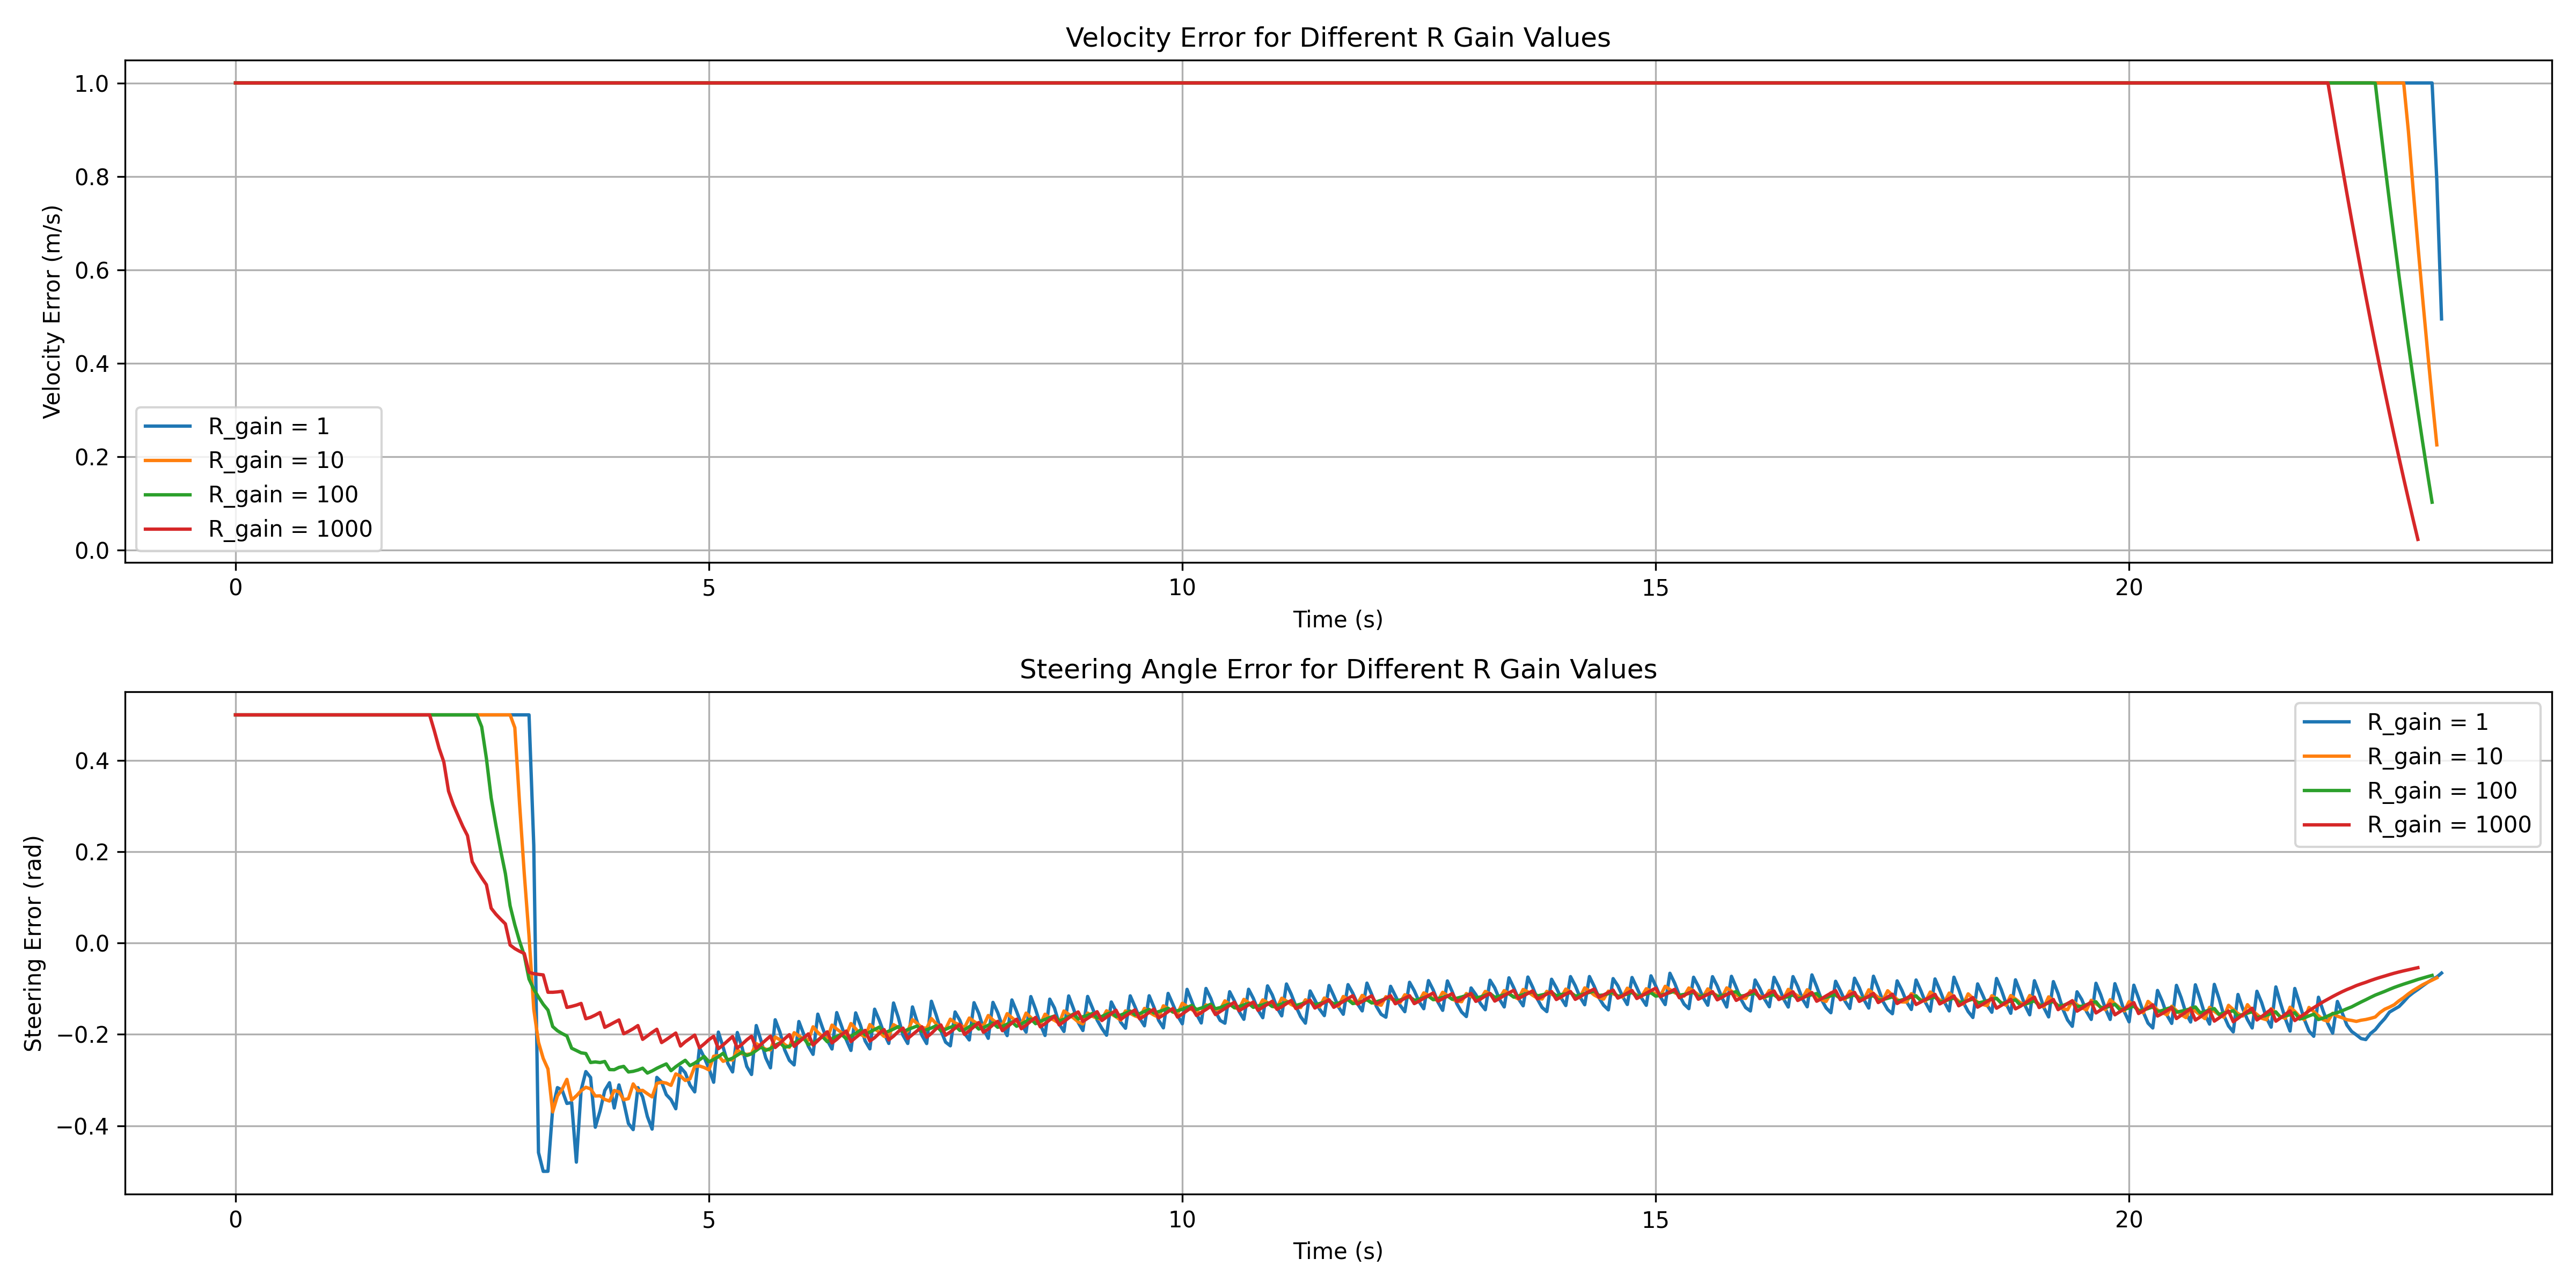 Velocity Error for Different R Gain Values
1.0
0.8
0.6
0.4
0.2
0.0
Velocity Error (m/s)
R_gain = 1
R_gain = 10
R_gain = 100
R_gain = 1000
0 5 10 15 20
Time (s)
Steering Angle Error for Different R Gain Values
0.4
0.2
0.0
−0.2
−0.4
Steering Error (rad)
R_gain = 1
R_gain = 10
R_gain = 100
R_gain = 1000
0 5 10 15 20
Time (s)